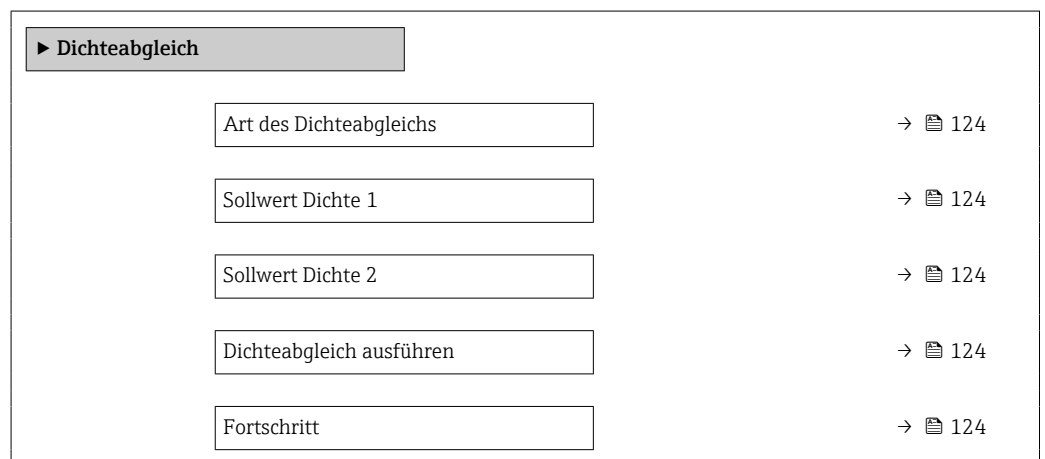 ▶ Dichteabgleich
Art des Dichteabgleichs → 124
Sollwert Dichte 1 → 124
Sollwert Dichte 2 → 124
Dichteabgleich ausführen → 124
Fortschritt → 124